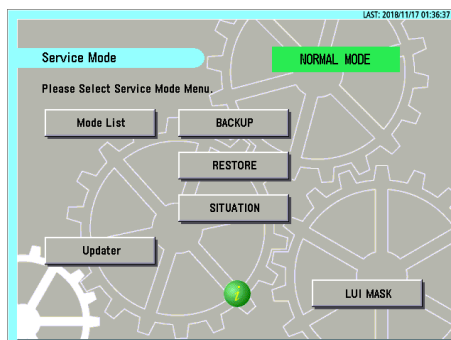 LAST: 2018/11/17 01:36:37
Service Mode
NORMAL MODE
Please Select Service Mode Menu.
Mode List
BACKUP
RESTORE
SITUATION
Updater
i
LUI MASK